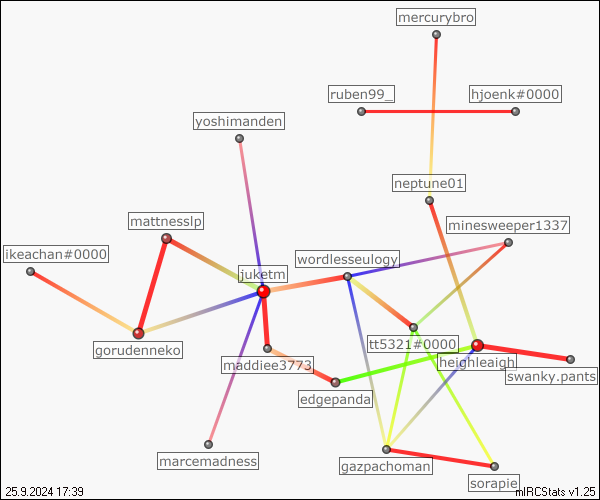 mercurybro
ruben99_
hjoenk#0000
yoshimanden
neptune01
mattnesslp
minesweeper1337
ikeachan#0000
wordlesseulogy
juketm
gorudenneko
tt5321#0000
maddiee3773
heighleaigh
swanky.pants
edgepanda
marcemadness
gazpachoman
sorapie
25.9.2024 17:39
mIRCStats v1.25